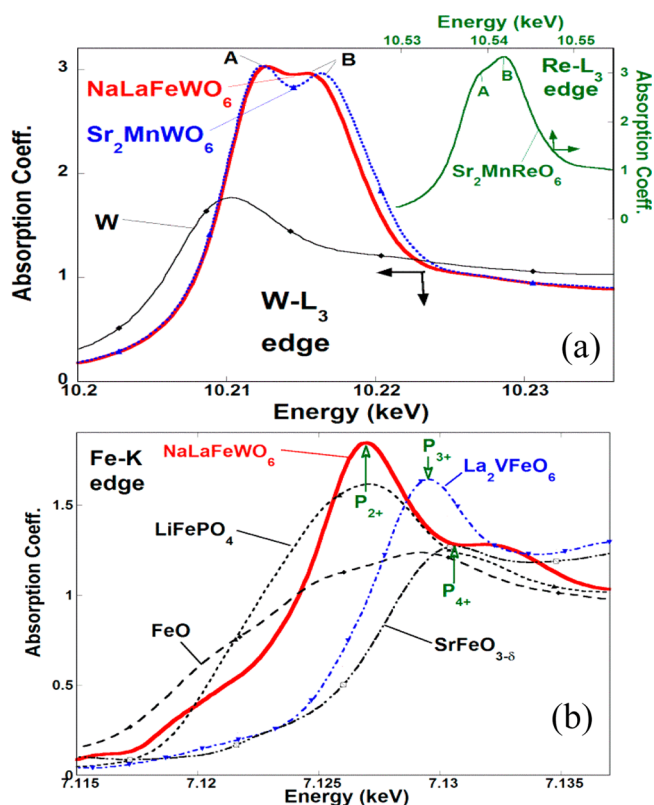 Energy (keV)
10.53 10.54 10.55
A B
3
NaLaFeWO6
Sr2MnWO6
Re-L3
edge
A B
Sr2MnReO6
3
2
1
0
Absorption Coeff.
2
W
1
W-L3
edge
(a)
0
Absorption Coeff.
10.2 10.21 10.22 10.23
Energy (keV)
Fe-K
edge
NaLaFeWO6
P3+
La2VFeO6
P2+
LiFePO4
P4+
FeO
SrFeO3-δ
1.5
1
0.5
0
Absorption Coeff.
(b)
7.115 7.12 7.125 7.13 7.135
Energy (keV)